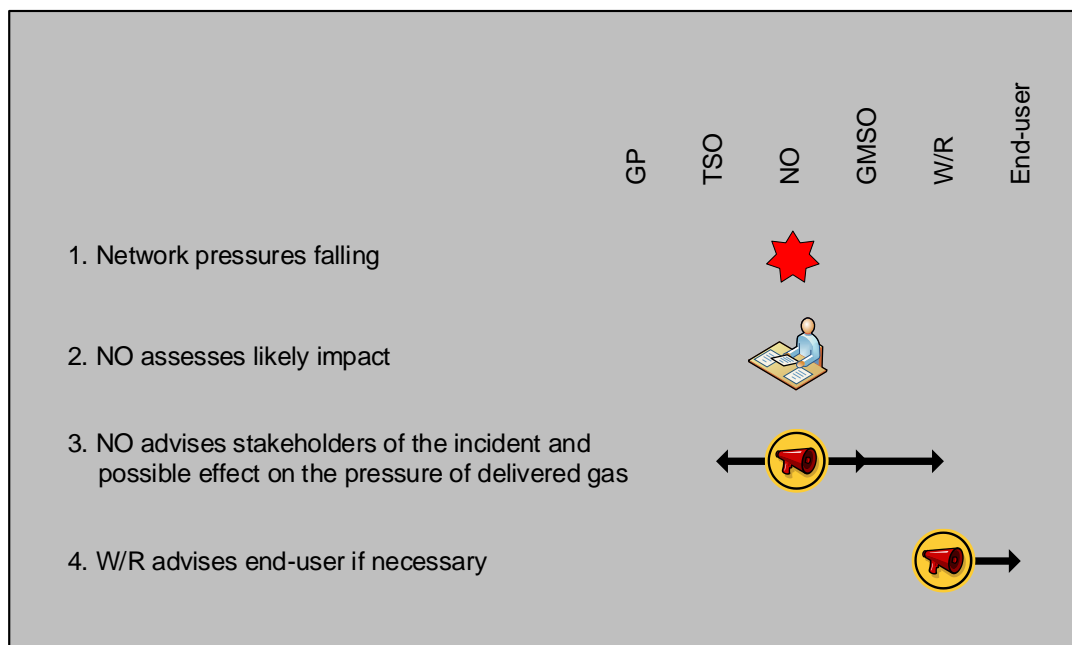 GP
TSO
NO
GMSO
W/R
End-user
1. Network pressures falling
2. NO assesses likely impact
3. NO advises stakeholders of the incident and
possible effect on the pressure of delivered gas
4. W/R advises end-user if necessary